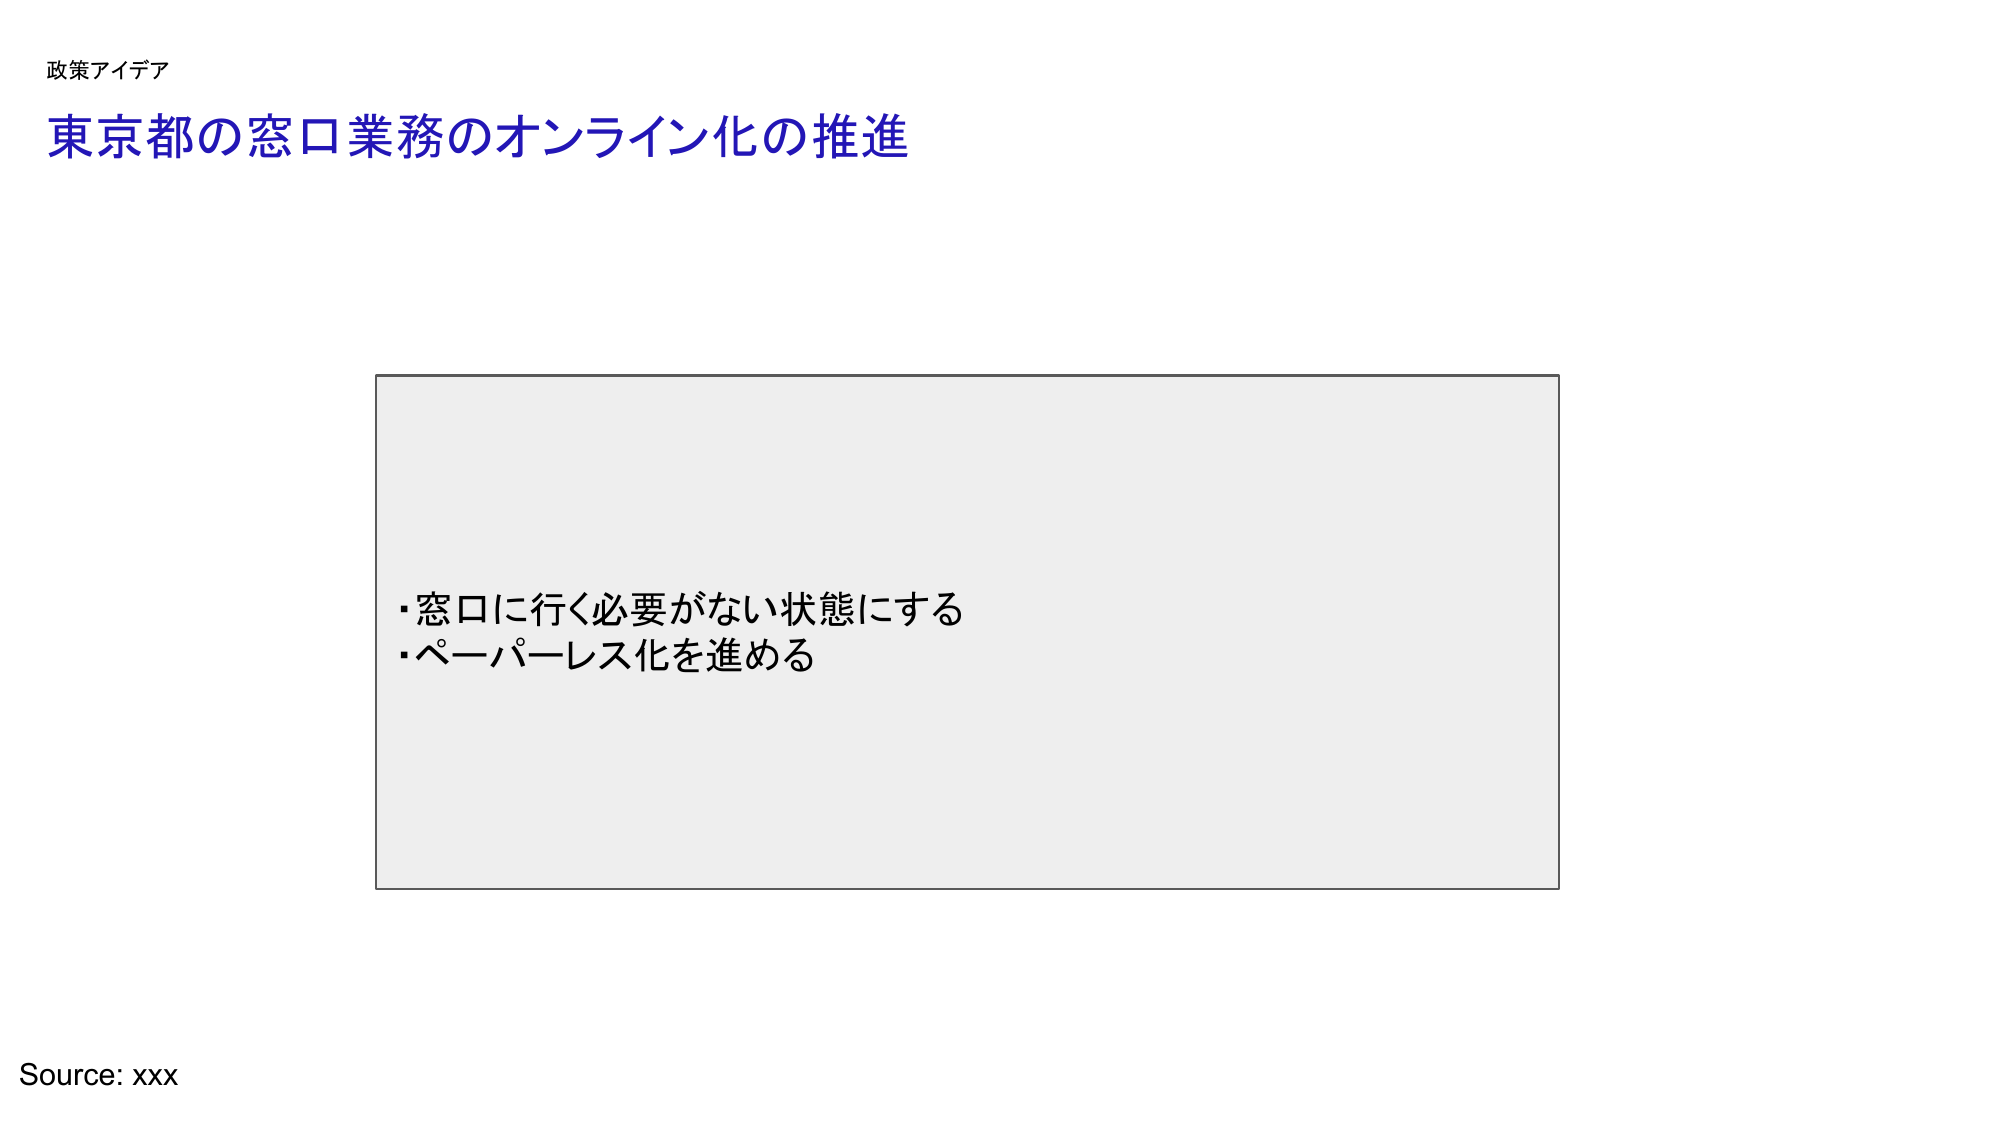 政策アイデア
東京都の窓口業務のオンライン化の推進
・窓口に行く必要がない状態にする
・ペーパーレス化を進める
Source: xxx